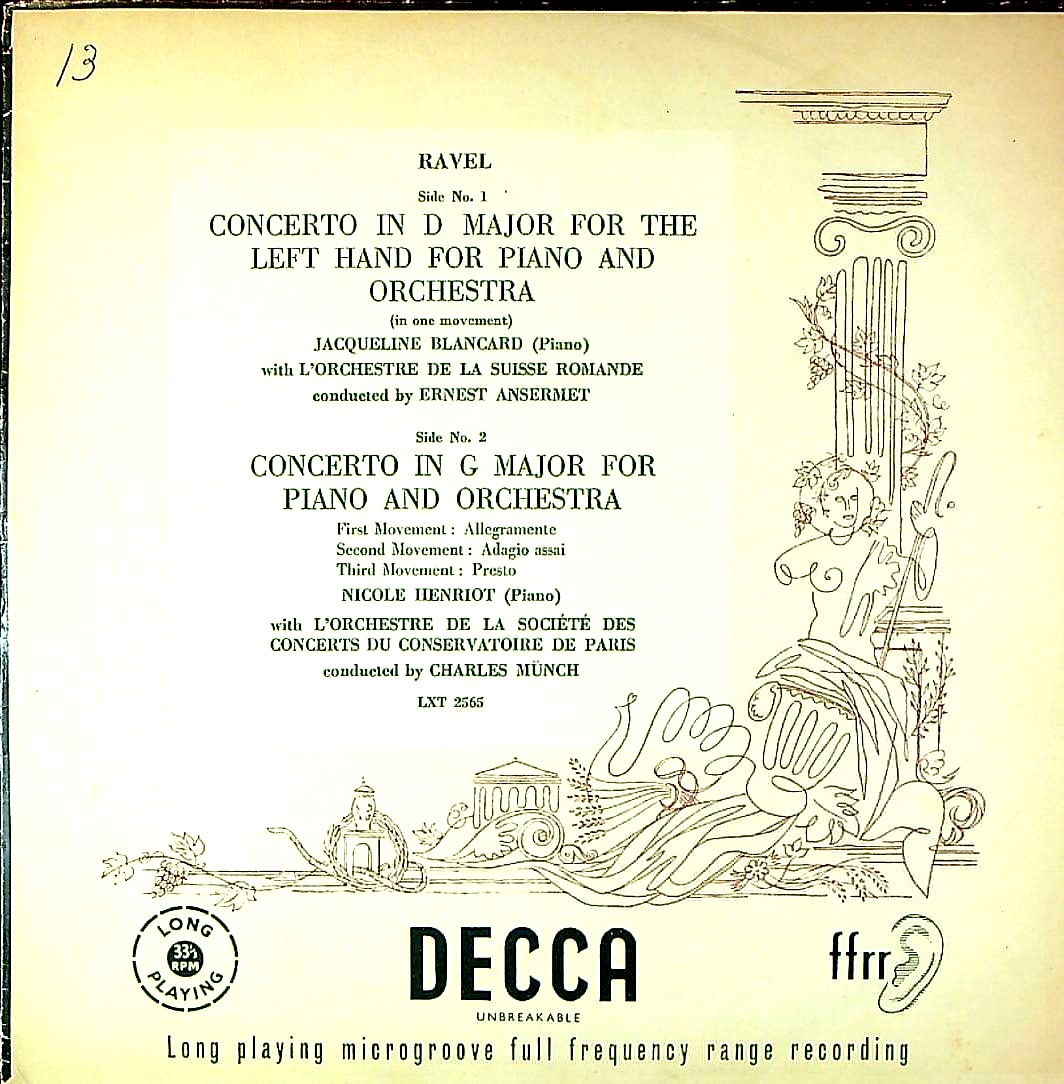 13
RAVEL
Side No. 1
CONCERTO IN D MAJOR FOR THE
LEFT HAND FOR PIANO AND
ORCHESTRA
(in one movement)
JACQUELINE BLANCARD (Piano)
with L'ORCHESTRE DE LA SUISSE ROMANDE
conducted by ERNEST ANSERMET
Side No. 2
CONCERTO IN G MAJOR FOR
PIANO AND ORCHESTRA
First Movement : Allegramente
Second Movement : Adagio assai
Third Movement : Presto
NICOLE HENRIOT (Piano)
with L'ORCHESTRE DE LA SOCIÉTÉ DES
CONCERTS DU CONSERVATOIRE DE PARIS
conducted by CHARLES MÜNCH
LXT 2565
LONG
33⅓
RPM
PLAYING
DECCA
UNBREAKABLE
ffrr
Long playing microgroove full frequency range recording